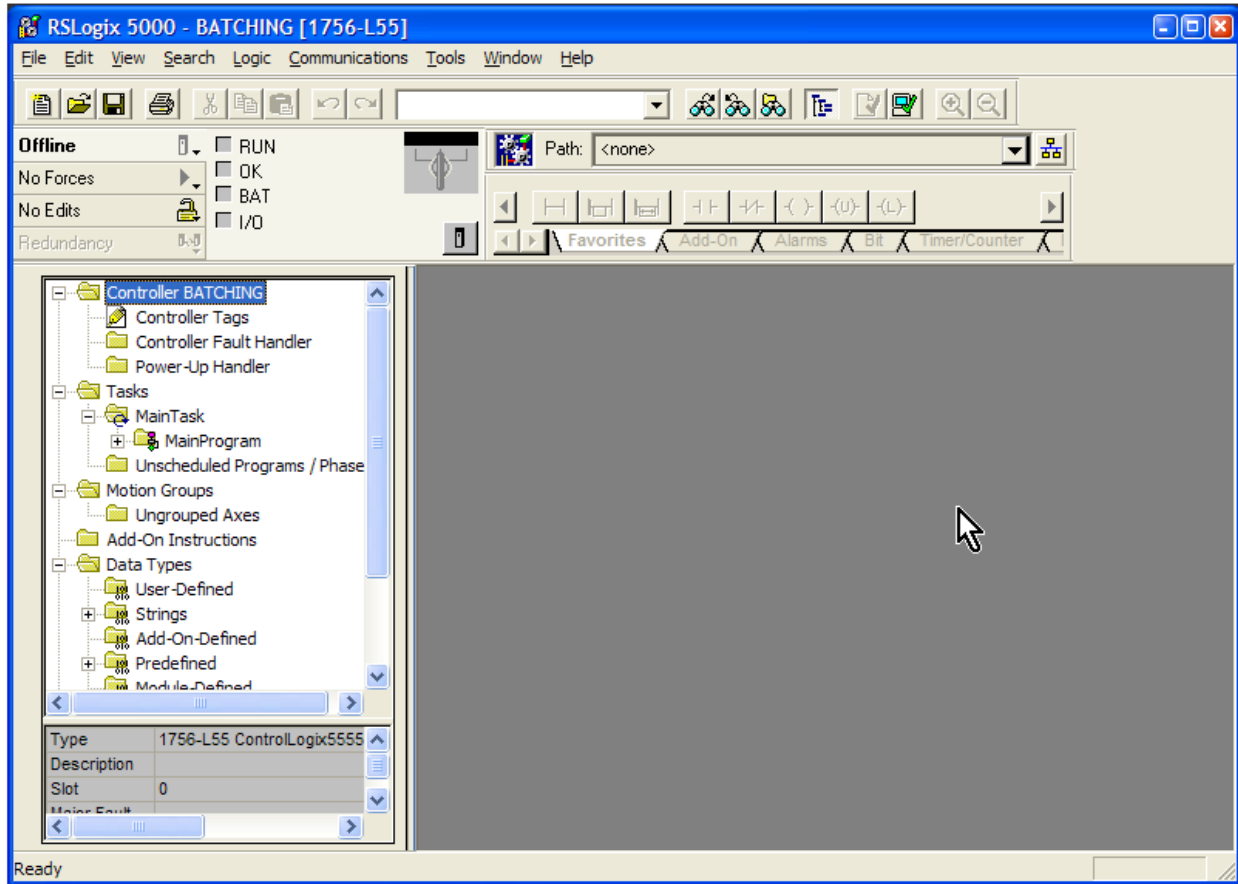 RSLogix 5000 - BATCHING [1756-L55]
File Edit View Search Logic Communications Tools Window Help
Offline
RUN
No Forces
OK
No Edits
BAT
Redundancy
I/O
Path: <none>
(U) (L)
Favorites Add-On Alarms Bit Timer/Counter
Controller BATCHING
Controller Tags
Controller Fault Handler
Power-Up Handler
Tasks
MainTask
MainProgram
Unscheduled Programs / Phase
Motion Groups
Ungrouped Axes
Add-On Instructions
Data Types
User-Defined
Strings
Add-On-Defined
Predefined
Module-Defined
Type 1756-L55 ControlLogix5555
Description
Slot 0
Major Fault
Ready